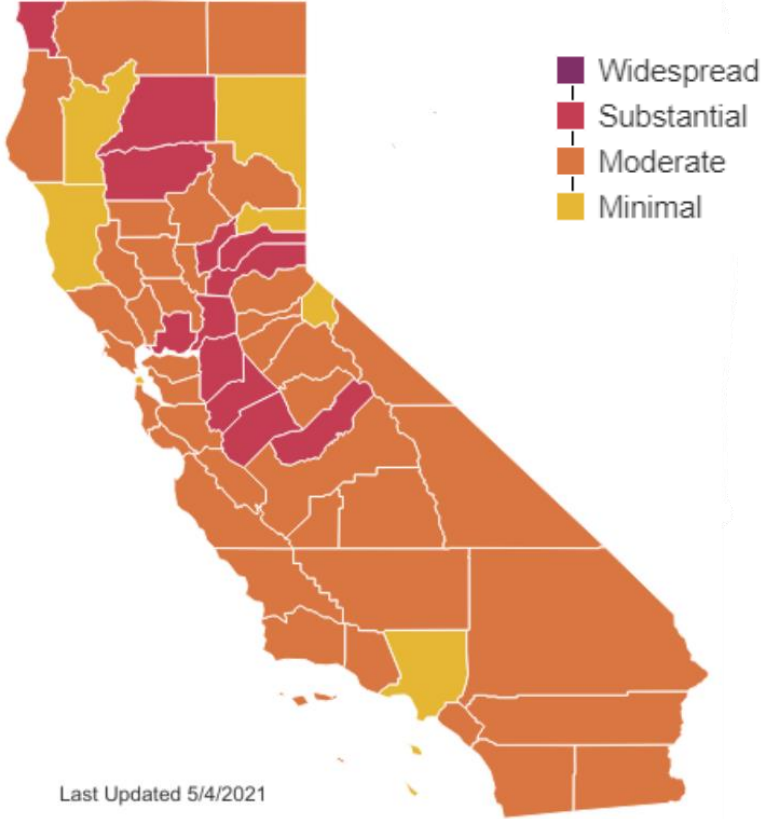 Widespread
Substantial
Moderate
Minimal
Last Updated 5/4/2021